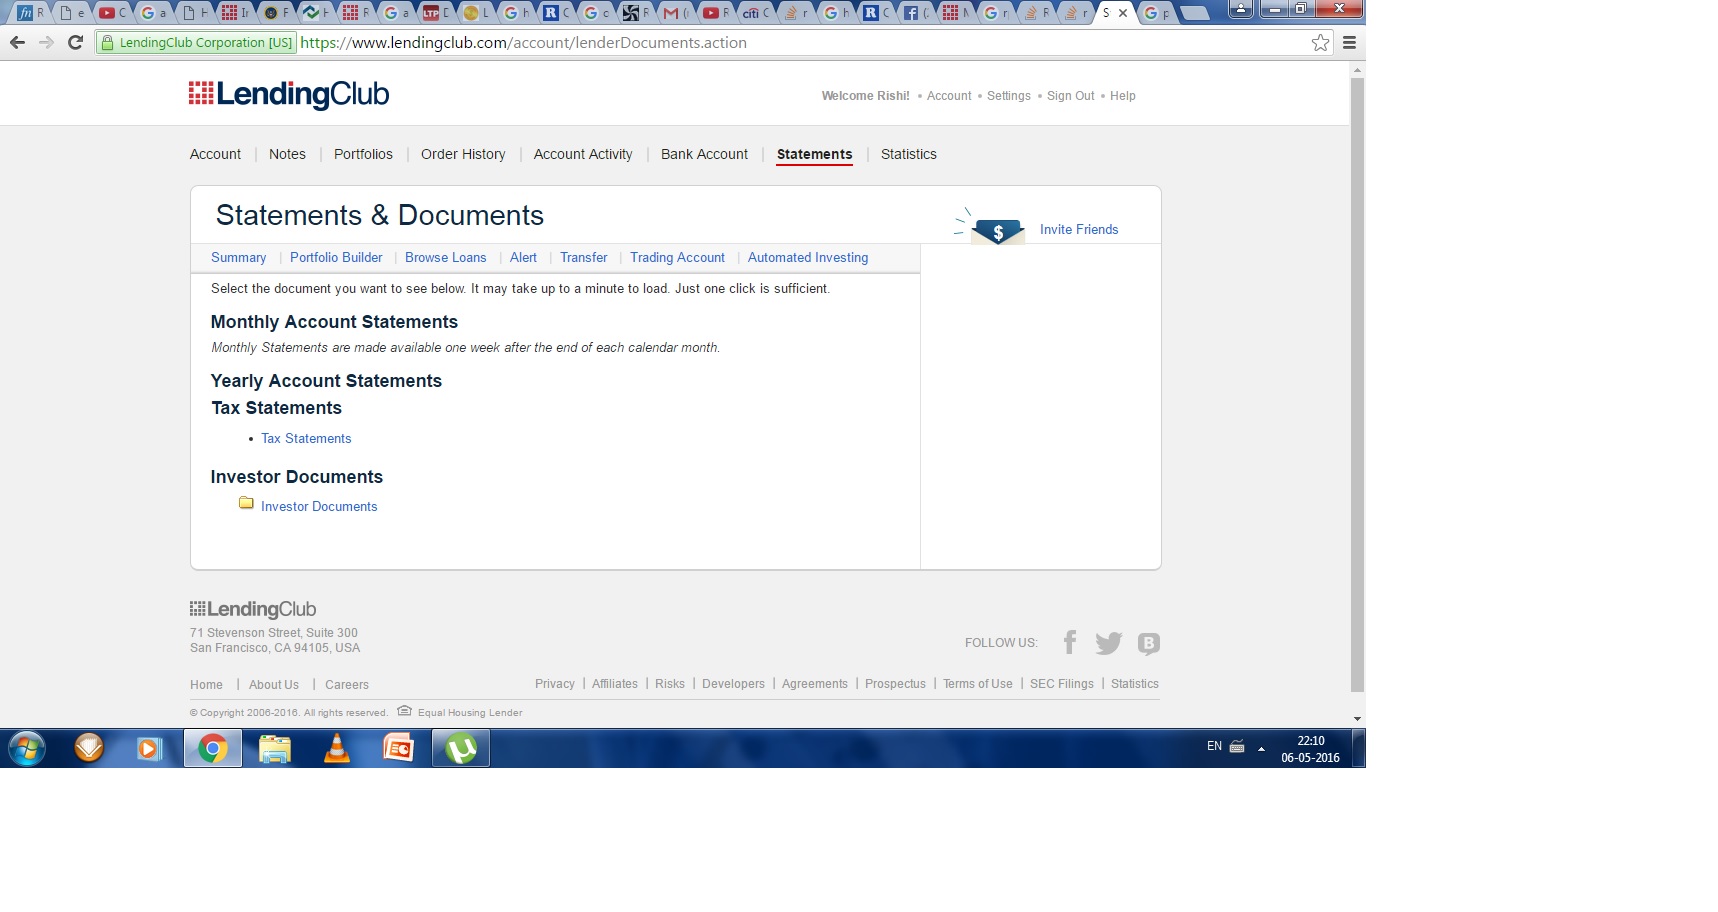 fn R e C G a H In F H R G a LTP D L G h R C G c R M ( R citi C r G h R C f (. M G r R r S G p
LendingClub Corporation [US] https://www.lendingclub.com/account/lenderDocuments.action
LendingClub
Welcome Rishi! • Account • Settings • Sign Out • Help
Account | Notes | Portfolios | Order History | Account Activity | Bank Account | Statements | Statistics
Statements & Documents
$ Invite Friends
Summary | Portfolio Builder | Browse Loans | Alert | Transfer | Trading Account | Automated Investing
Select the document you want to see below. It may take up to a minute to load. Just one click is sufficient.
Monthly Account Statements
Monthly Statements are made available one week after the end of each calendar month.
Yearly Account Statements
Tax Statements
• Tax Statements
Investor Documents
Investor Documents
LendingClub
71 Stevenson Street, Suite 300
San Francisco, CA 94105, USA
FOLLOW US: f B
Home | About Us | Careers
Privacy | Affiliates | Risks | Developers | Agreements | Prospectus | Terms of Use | SEC Filings | Statistics
© Copyright 2006-2016. All rights reserved. Equal Housing Lender
EN 22:10
06-05-2016